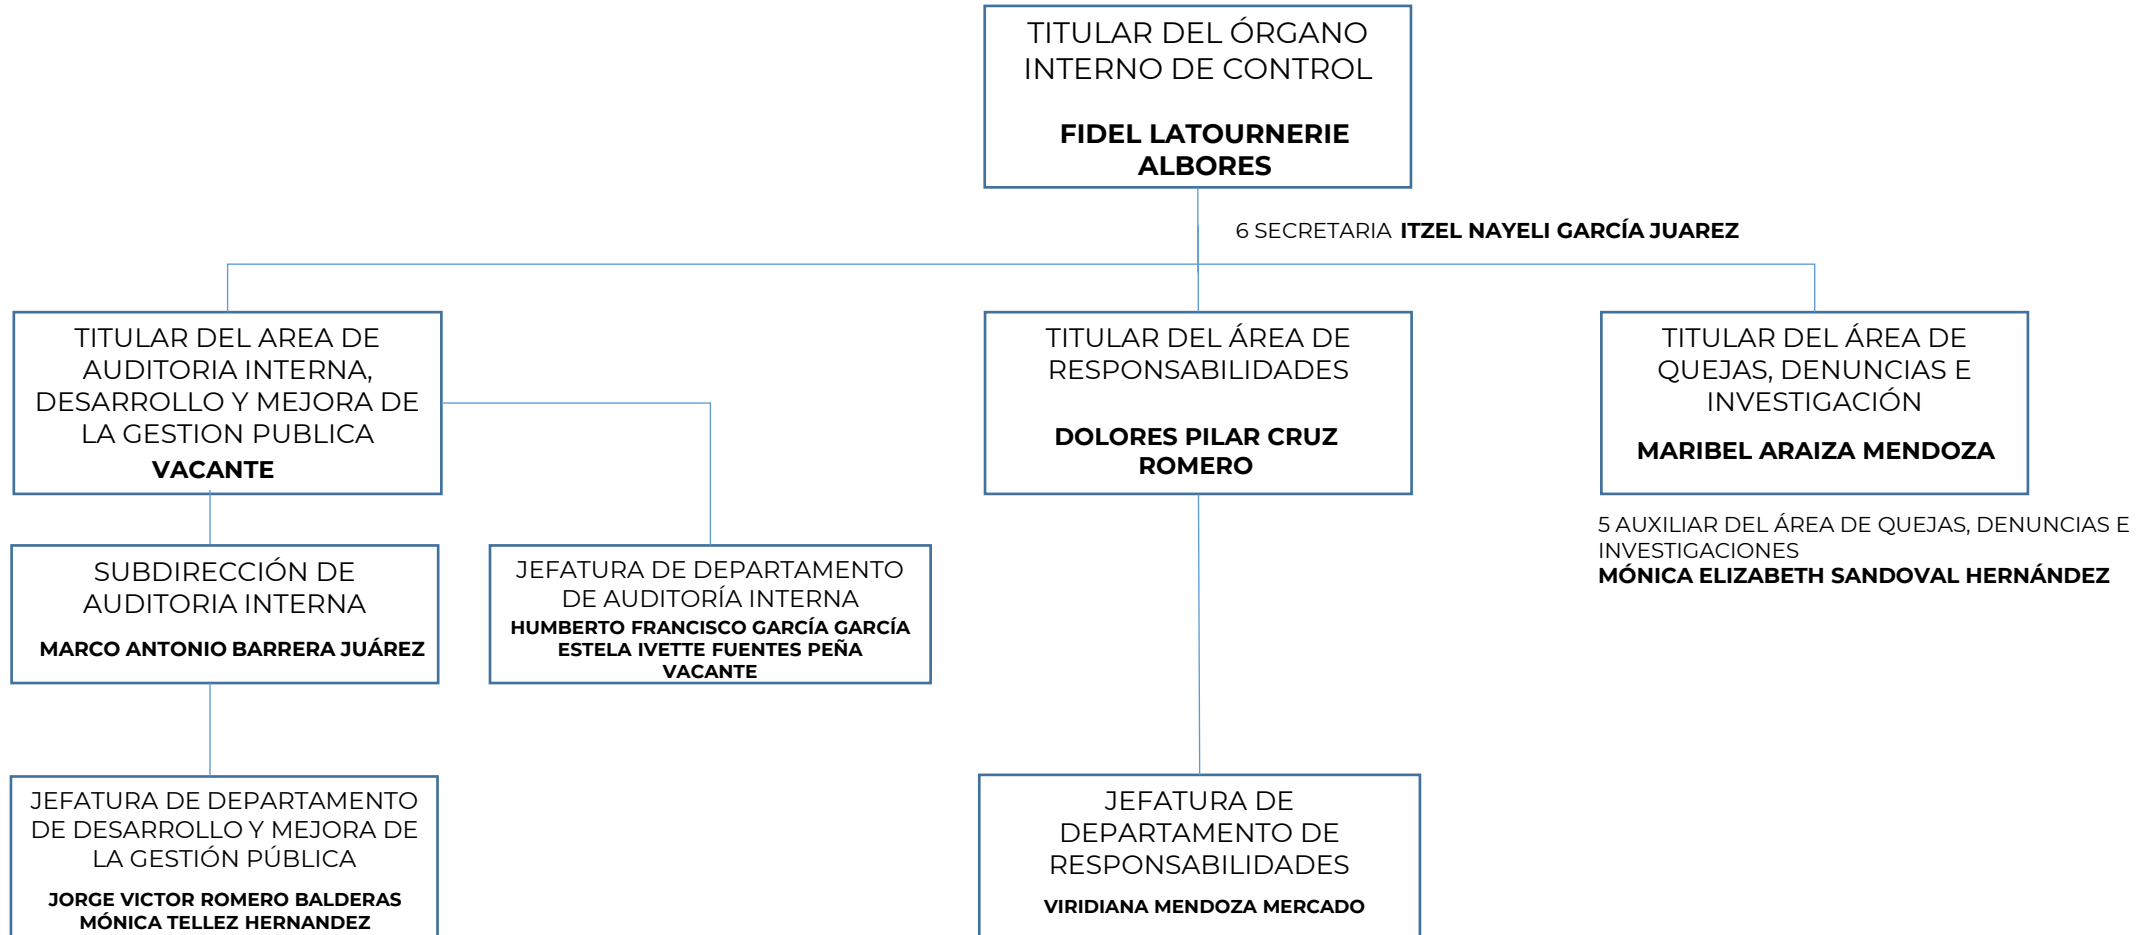 TITULAR DEL ÓRGANO
INTERNO DE CONTROL
FIDEL LATOURNERIE
ALBORES
6 SECRETARIA ITZEL NAYELI GARCÍA JUAREZ
TITULAR DEL AREA DE
AUDITORIA INTERNA,
DESARROLLO Y MEJORA DE
LA GESTION PUBLICA
VACANTE
TITULAR DEL ÁREA DE
RESPONSABILIDADES
DOLORES PILAR CRUZ
ROMERO
TITULAR DEL ÁREA DE
QUEJAS, DENUNCIAS E
INVESTIGACIÓN
MARIBEL ARAIZA MENDOZA
5 AUXILIAR DEL ÁREA DE QUEJAS, DENUNCIAS E
INVESTIGACIONES
MÓNICA ELIZABETH SANDOVAL HERNÁNDEZ
SUBDIRECCIÓN DE
AUDITORIA INTERNA
MARCO ANTONIO BARRERA JUÁREZ
JEFATURA DE DEPARTAMENTO
DE AUDITORÍA INTERNA
HUMBERTO FRANCISCO GARCÍA GARCÍA
ESTELA IVETTE FUENTES PEÑA
VACANTE
JEFATURA DE DEPARTAMENTO
DE DESARROLLO Y MEJORA DE
LA GESTIÓN PÚBLICA
JORGE VICTOR ROMERO BALDERAS
MÓNICA TELLEZ HERNANDEZ
JEFATURA DE
DEPARTAMENTO DE
RESPONSABILIDADES
VIRIDIANA MENDOZA MERCADO